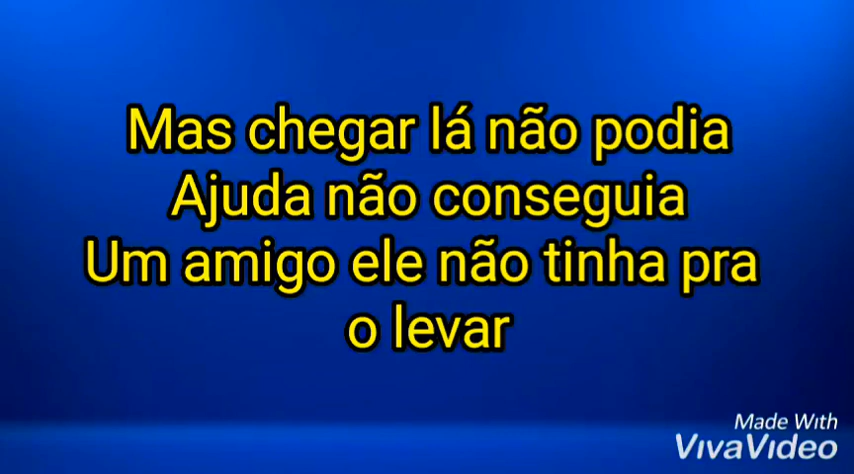 Mas chegar lá não podia
Ajuda não conseguia
Um amigo ele não tinha pra
o levar
Made With
VivaVideo